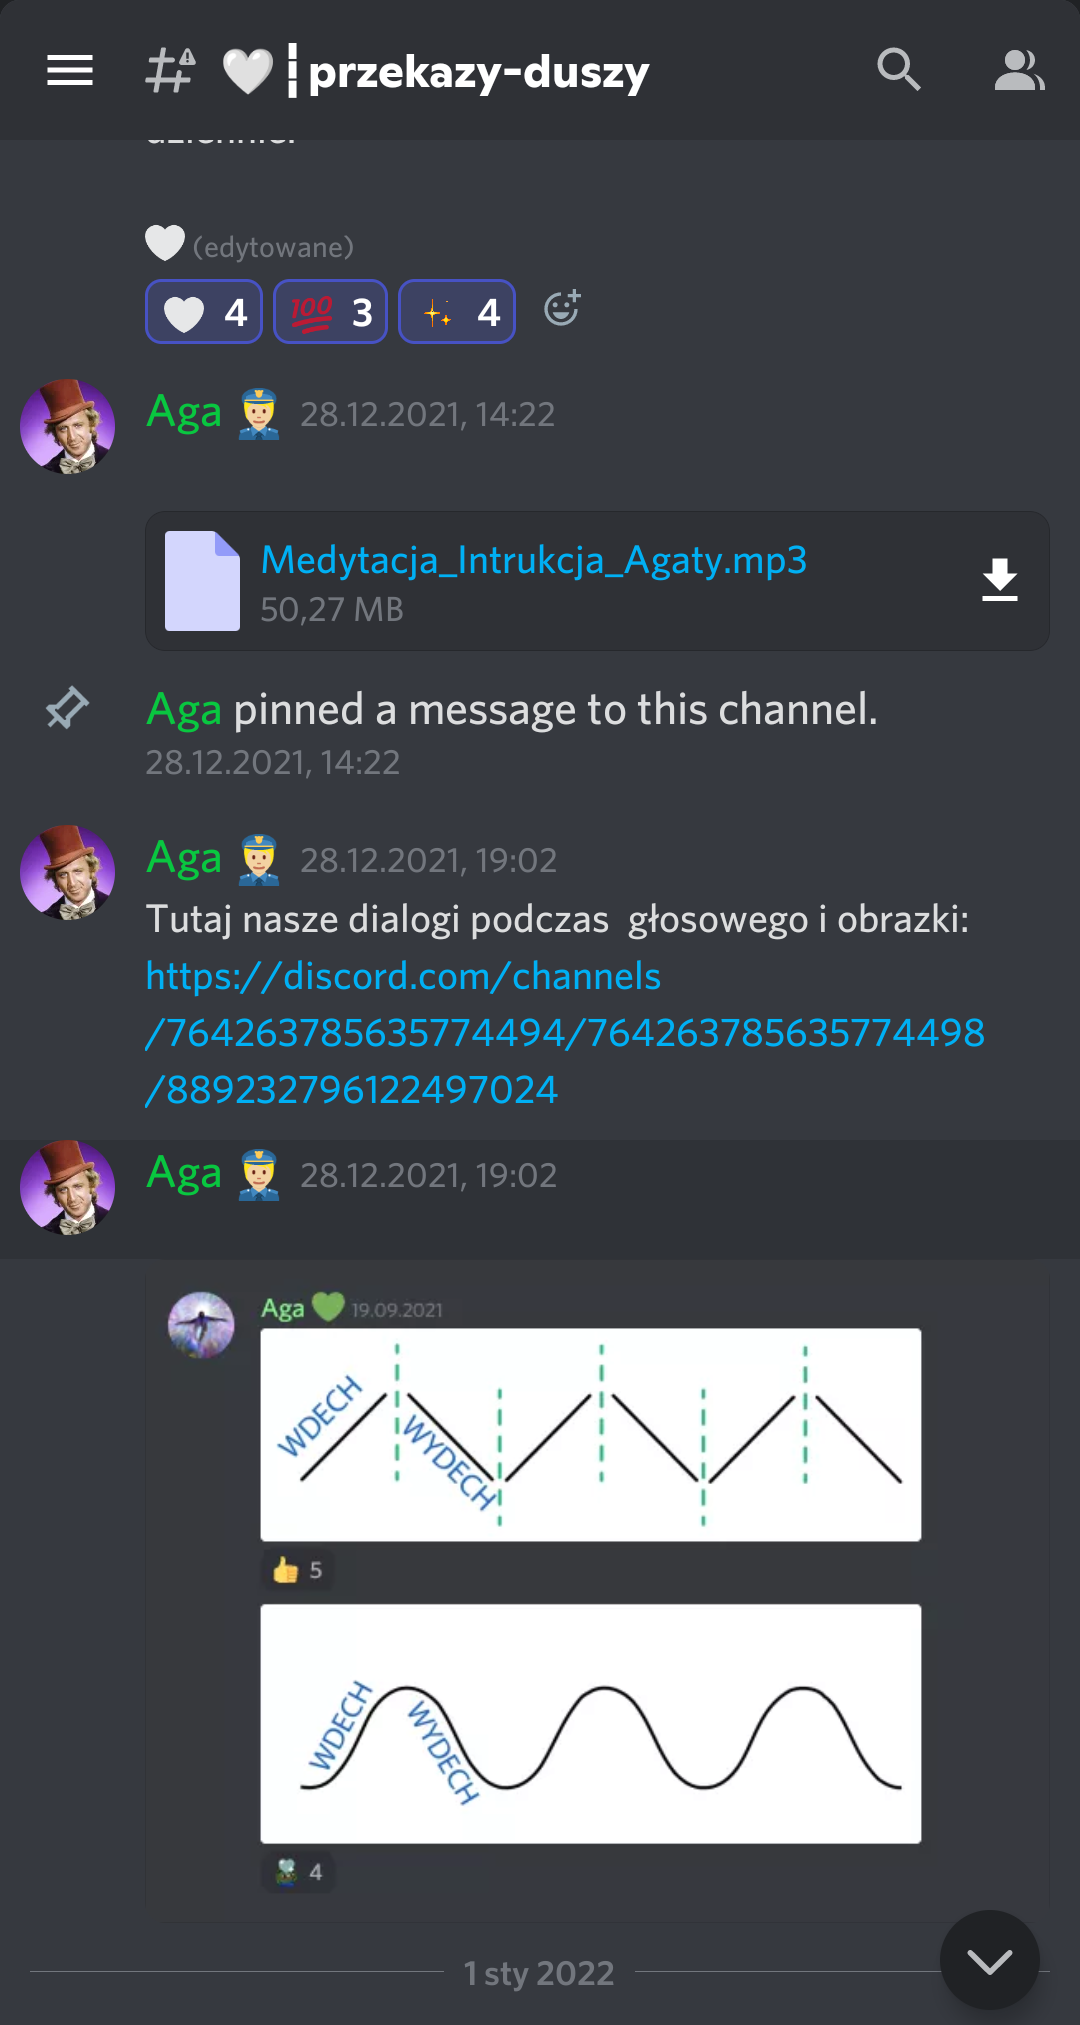 🤍┇przekazy-duszy
(edytowane)
🤍 4 💯 3 ✨ 4
Aga 28.12.2021, 14:22
Medytacja_Intrukcja_Agaty.mp3
50,27 MB
Aga pinned a message to this channel.
28.12.2021, 14:22
Aga 28.12.2021, 19:02
Tutaj nasze dialogi podczas głosowego i obrazki:
https://discord.com/channels
/764263785635774494/764263785635774498
/889232796122497024
Aga 28.12.2021, 19:02
Aga 💚 19.09.2021
WDECH
WYDECH
👍 5
WDECH
WYDECH
4
1 sty 2022